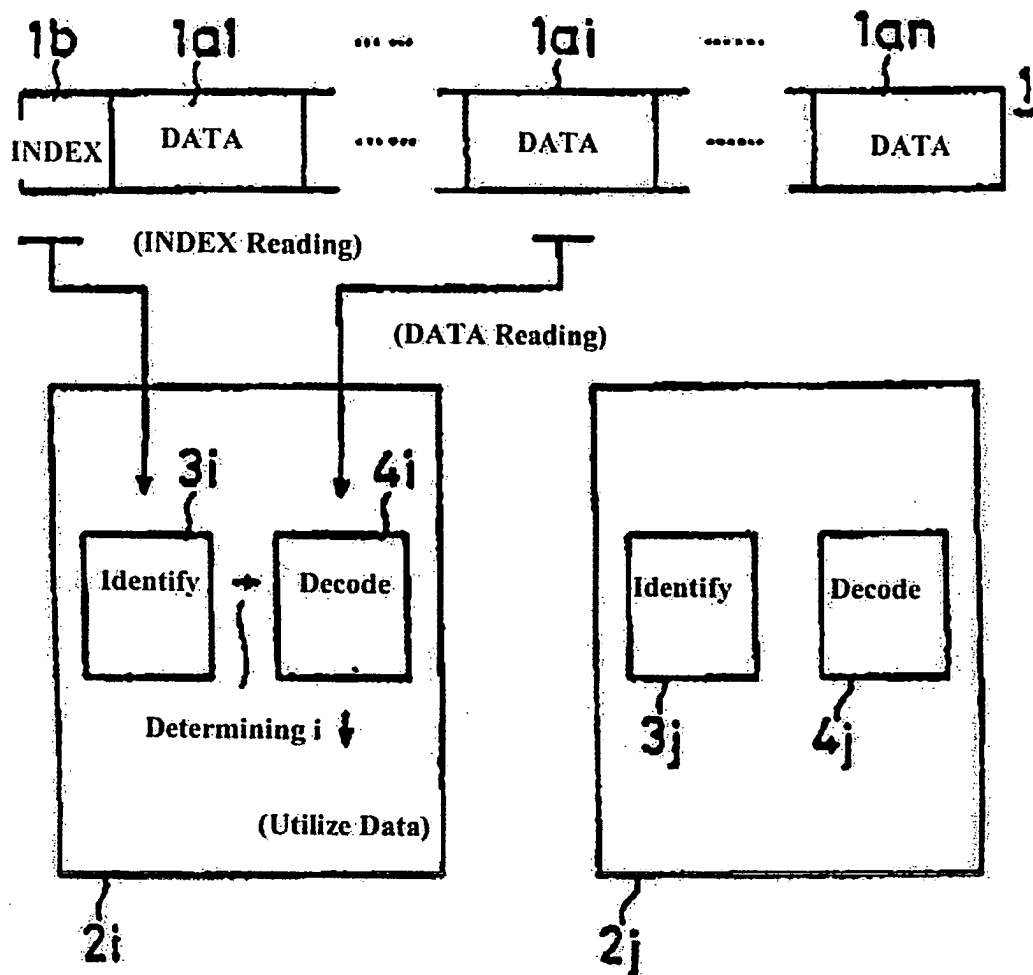 1b 1a1 ...... 1ai ...... 1an
1
INDEX DATA ...... DATA ...... DATA
(INDEX Reading)
(DATA Reading)
3i 4i
Identify Decode
Identify Decode
Determining i
3j 4j
(Utilize Data)
2i 2j